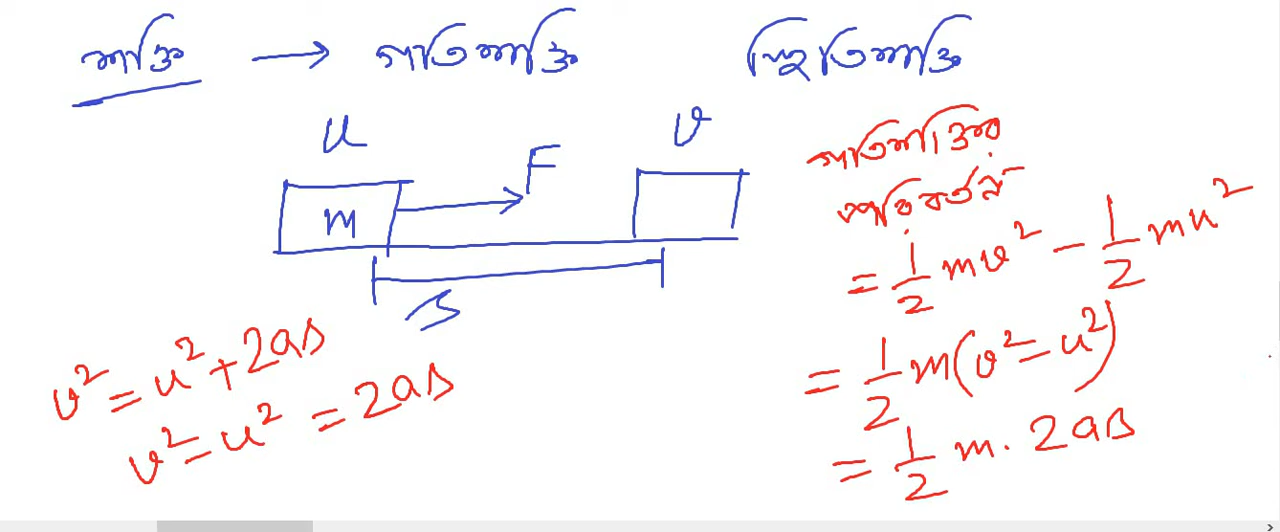 শক্তি → গতিশক্তি স্থিতিশক্তি
u
F
v
m
s
v² = u² + 2as
v² - u² = 2as
গতিশক্তির
পরিবর্তন
= 1/2 mv² - 1/2 mu²
= 1/2 m(v² - u²)
= 1/2 m. 2as